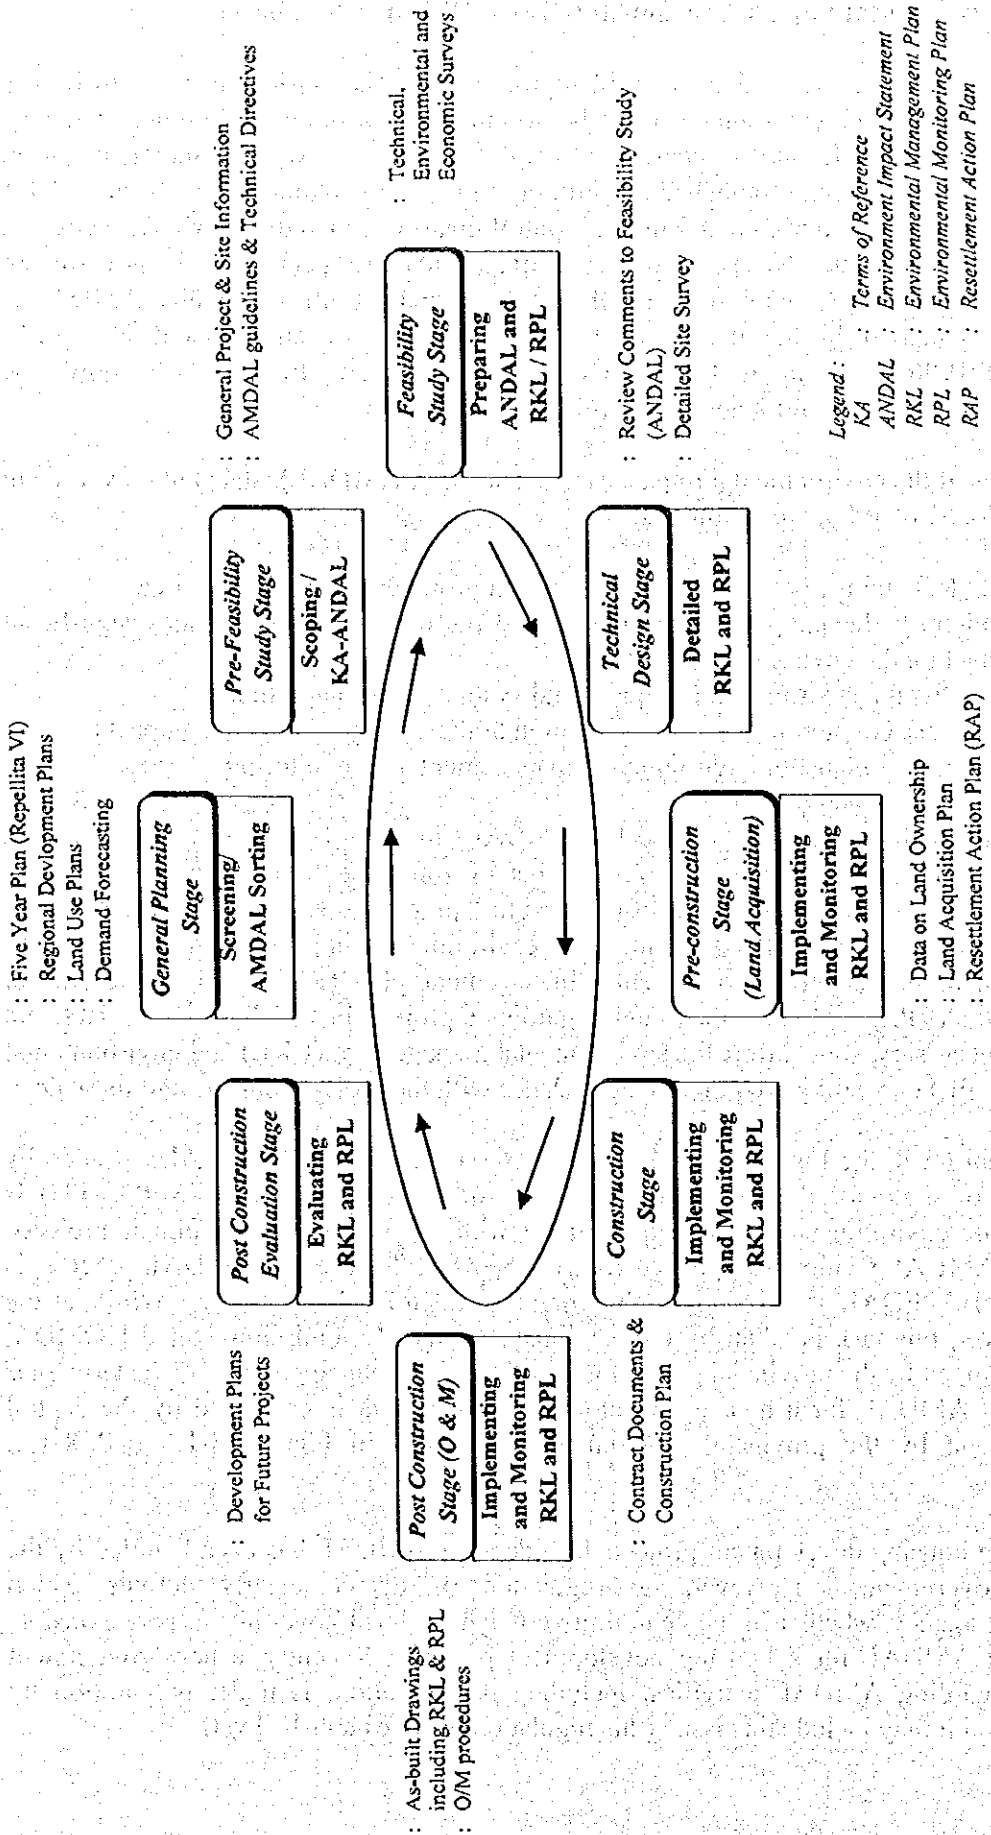 : Five Year Plan (Repellita VI)
: Regional Devlopment Plans
: Land Use Plans
: Demand Forecasting
General Planning
Stage
Screening/
AMDAL Sorting
: General Project & Site Information
: AMDAL guidelines & Technical Directives
Pre-Feasibility
Study Stage
Scoping /
KA-ANDAL
: Technical,
Environmental and
Economic Surveys
Feasibility
Study Stage
Preparing
ANDAL and
RKL / RPL
: Review Comments to Feasibility Study
(ANDAL)
: Detailed Site Survey
Technical
Design Stage
Detailed
RKL and RPL
Pre-construction
Stage
(Land Acquisition)
Implementing
and Monitoring
RKL and RPL
: Data on Land Ownership
: Land Acquisition Plan
: Resettlement Action Plan (RAP)
Construction
Stage
Implementing
and Monitoring
RKL and RPL
: Contract Documents &
Construction Plan
Post Construction
Stage (O & M)
Implementing
and Monitoring
RKL and RPL
: As-built Drawings
including RKL & RPL
: O/M procedures
Post Construction
Evaluation Stage
Evaluating
RKL and RPL
: Development Plans
for Future Projects
Legend :
KA : Terms of Reference
ANDAL : Environment Impact Statement
RKL : Environmental Management Plan
RPL : Environmental Monitoring Plan
RAP : Resettlement Action Plan